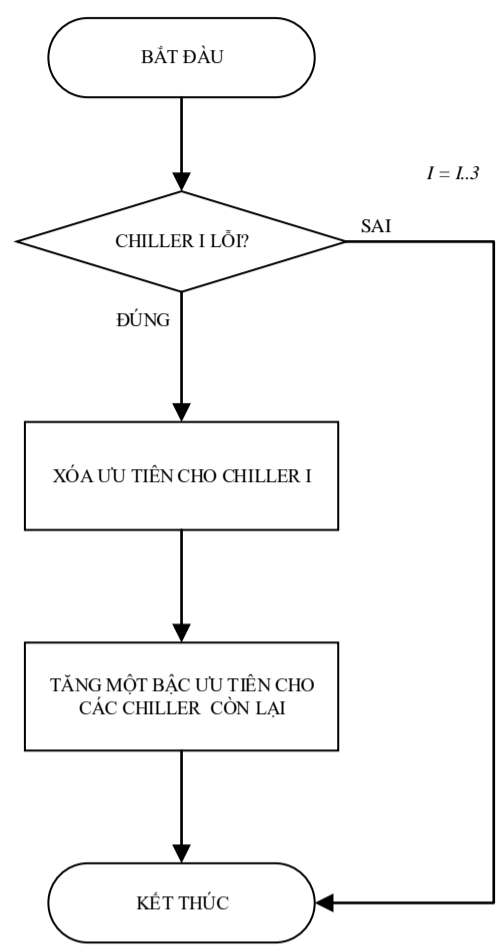 BẮT ĐÀU
I = I..3
CHILLER I LỖI?
SAI
ĐÚNG
XÓA ƯU TIÊN CHO CHILLER I
TĂNG MỘT BẬC ƯU TIÊN CHO
CÁC CHILLER CÒN LẠI
KẾT THÚC